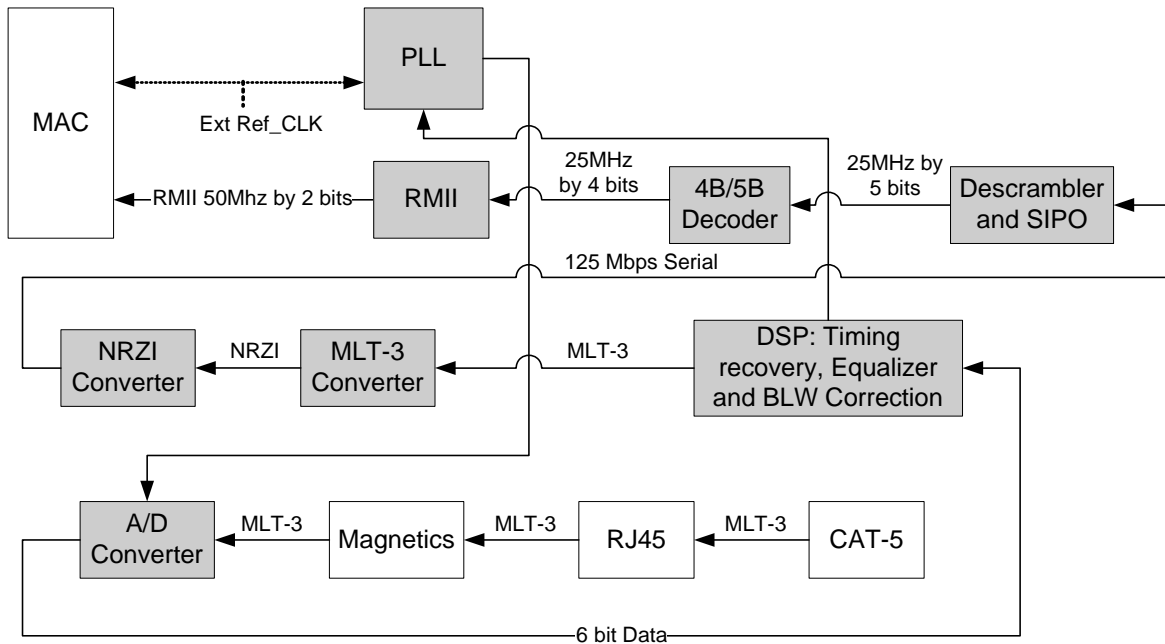 PLL
MAC
Ext Ref_CLK
RMII 50Mhz by 2 bits
RMII
25MHz
by 4 bits
4B/5B
Decoder
25MHz by
5 bits
Descrambler
and SIPO
125 Mbps Serial
NRZI
Converter
NRZI
MLT-3
Converter
MLT-3
DSP: Timing
recovery, Equalizer
and BLW Correction
A/D
Converter
MLT-3
Magnetics
MLT-3
RJ45
MLT-3
CAT-5
6 bit Data